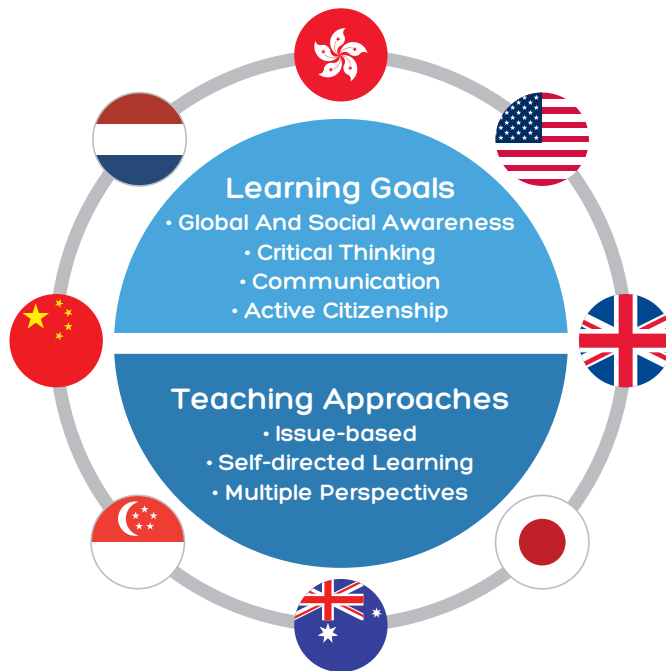 Learning Goals
• Global And Social Awareness
• Critical Thinking
• Communication
• Active Citizenship
Teaching Approaches
• Issue-based
• Self-directed Learning
• Multiple Perspectives